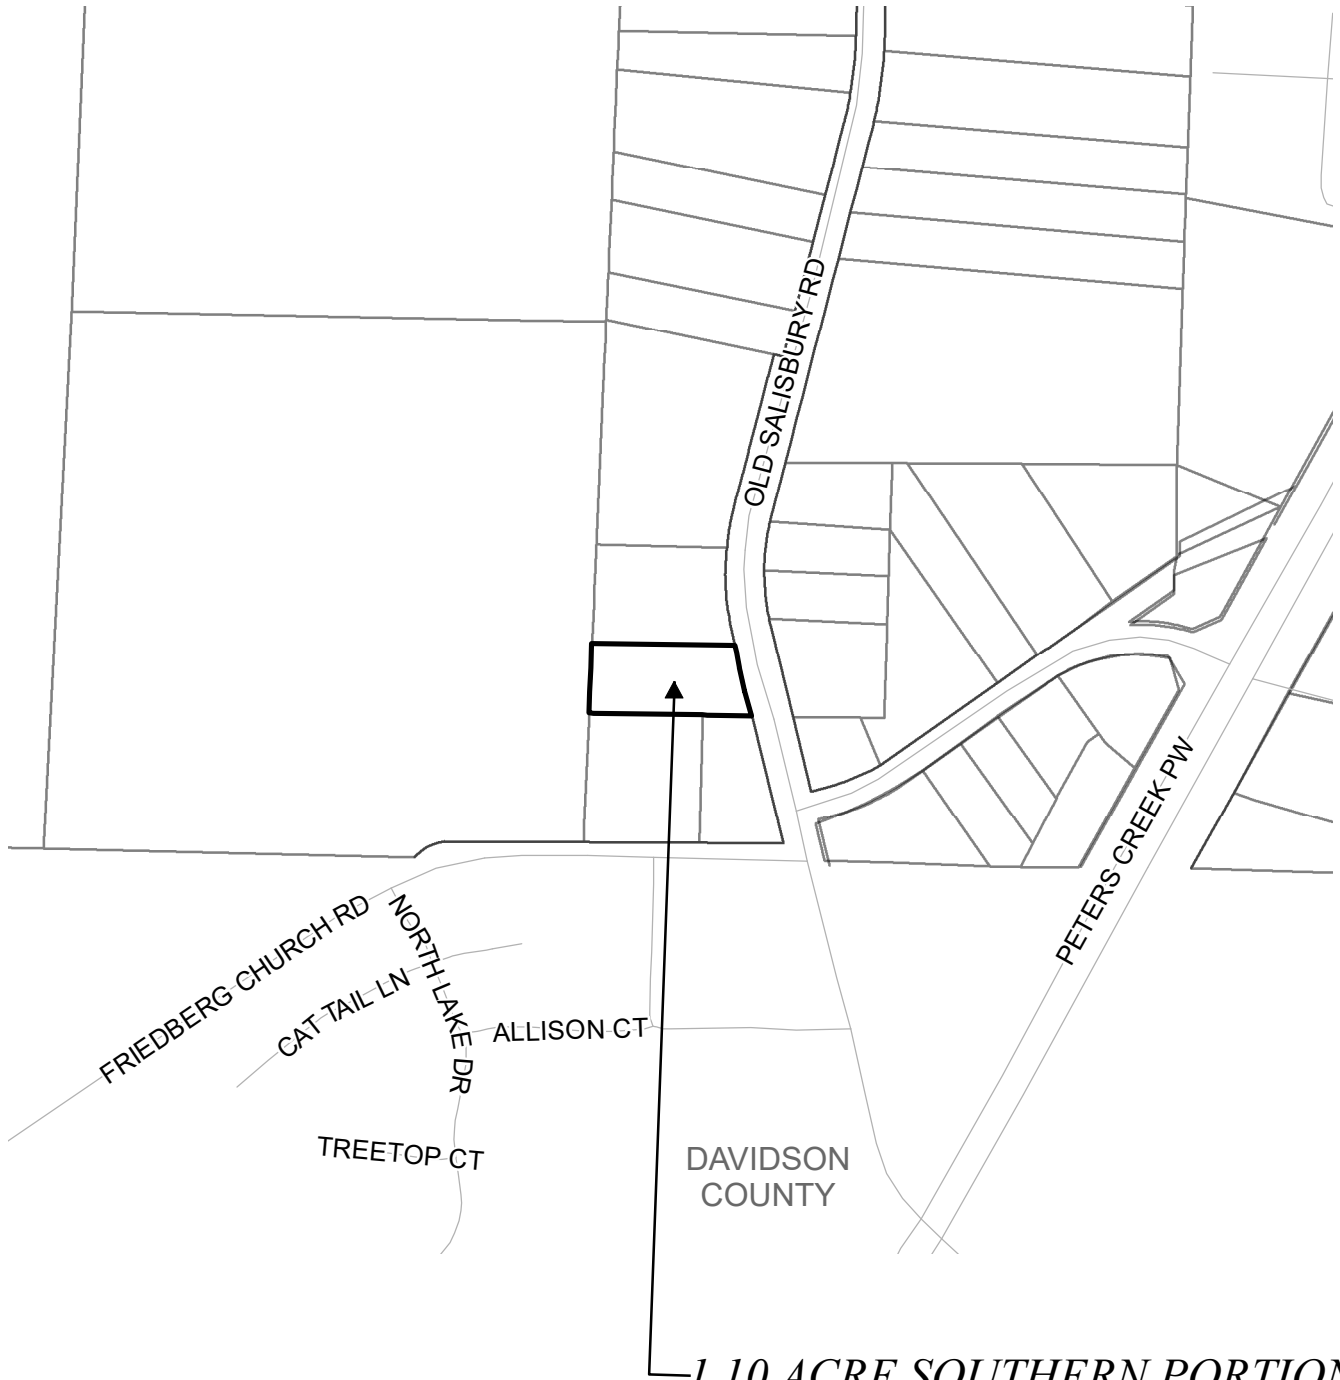 OLD SALISBURY RD
PETERS CREEK PW
FRIEDBERG CHURCH RD
NORTH LAKE DR
CAT TAIL LN
ALLISON CT
TREETOP CT
DAVIDSON
COUNTY
1.10 ACRE SOUTHERN PORTION